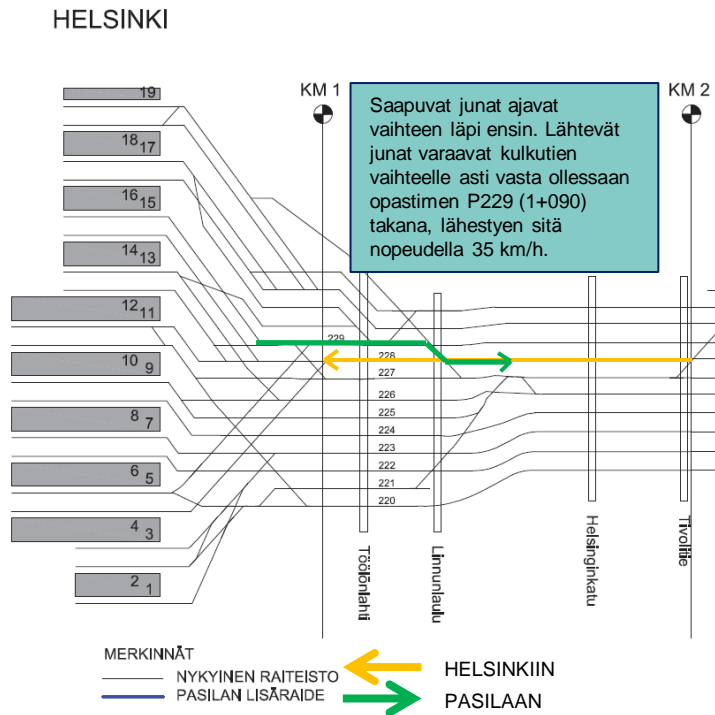 HELSINKI
KM 1
KM 2
Saapuvat junat ajavat
vaihteen läpi ensin. Lähtevät
junat varaavat kulkutien
vaihteelle asti vasta ollessaan
opastimen P229 (1+090)
takana, lähestyen sitä
nopeudella 35 km/h.
19
18 17
16 15
14 13
12 11
10 9
8 7
6 5
4 3
2 1
229
228
227
226
225
224
223
222
221
220
Töölönlahti
Linnunlaulu
Helsinginkatu
Tivolitie
MERKINNÄT
NYKYINEN RAITEISTO
PASILAN LISÄRAIDE
HELSINKIIN
PASILAAN